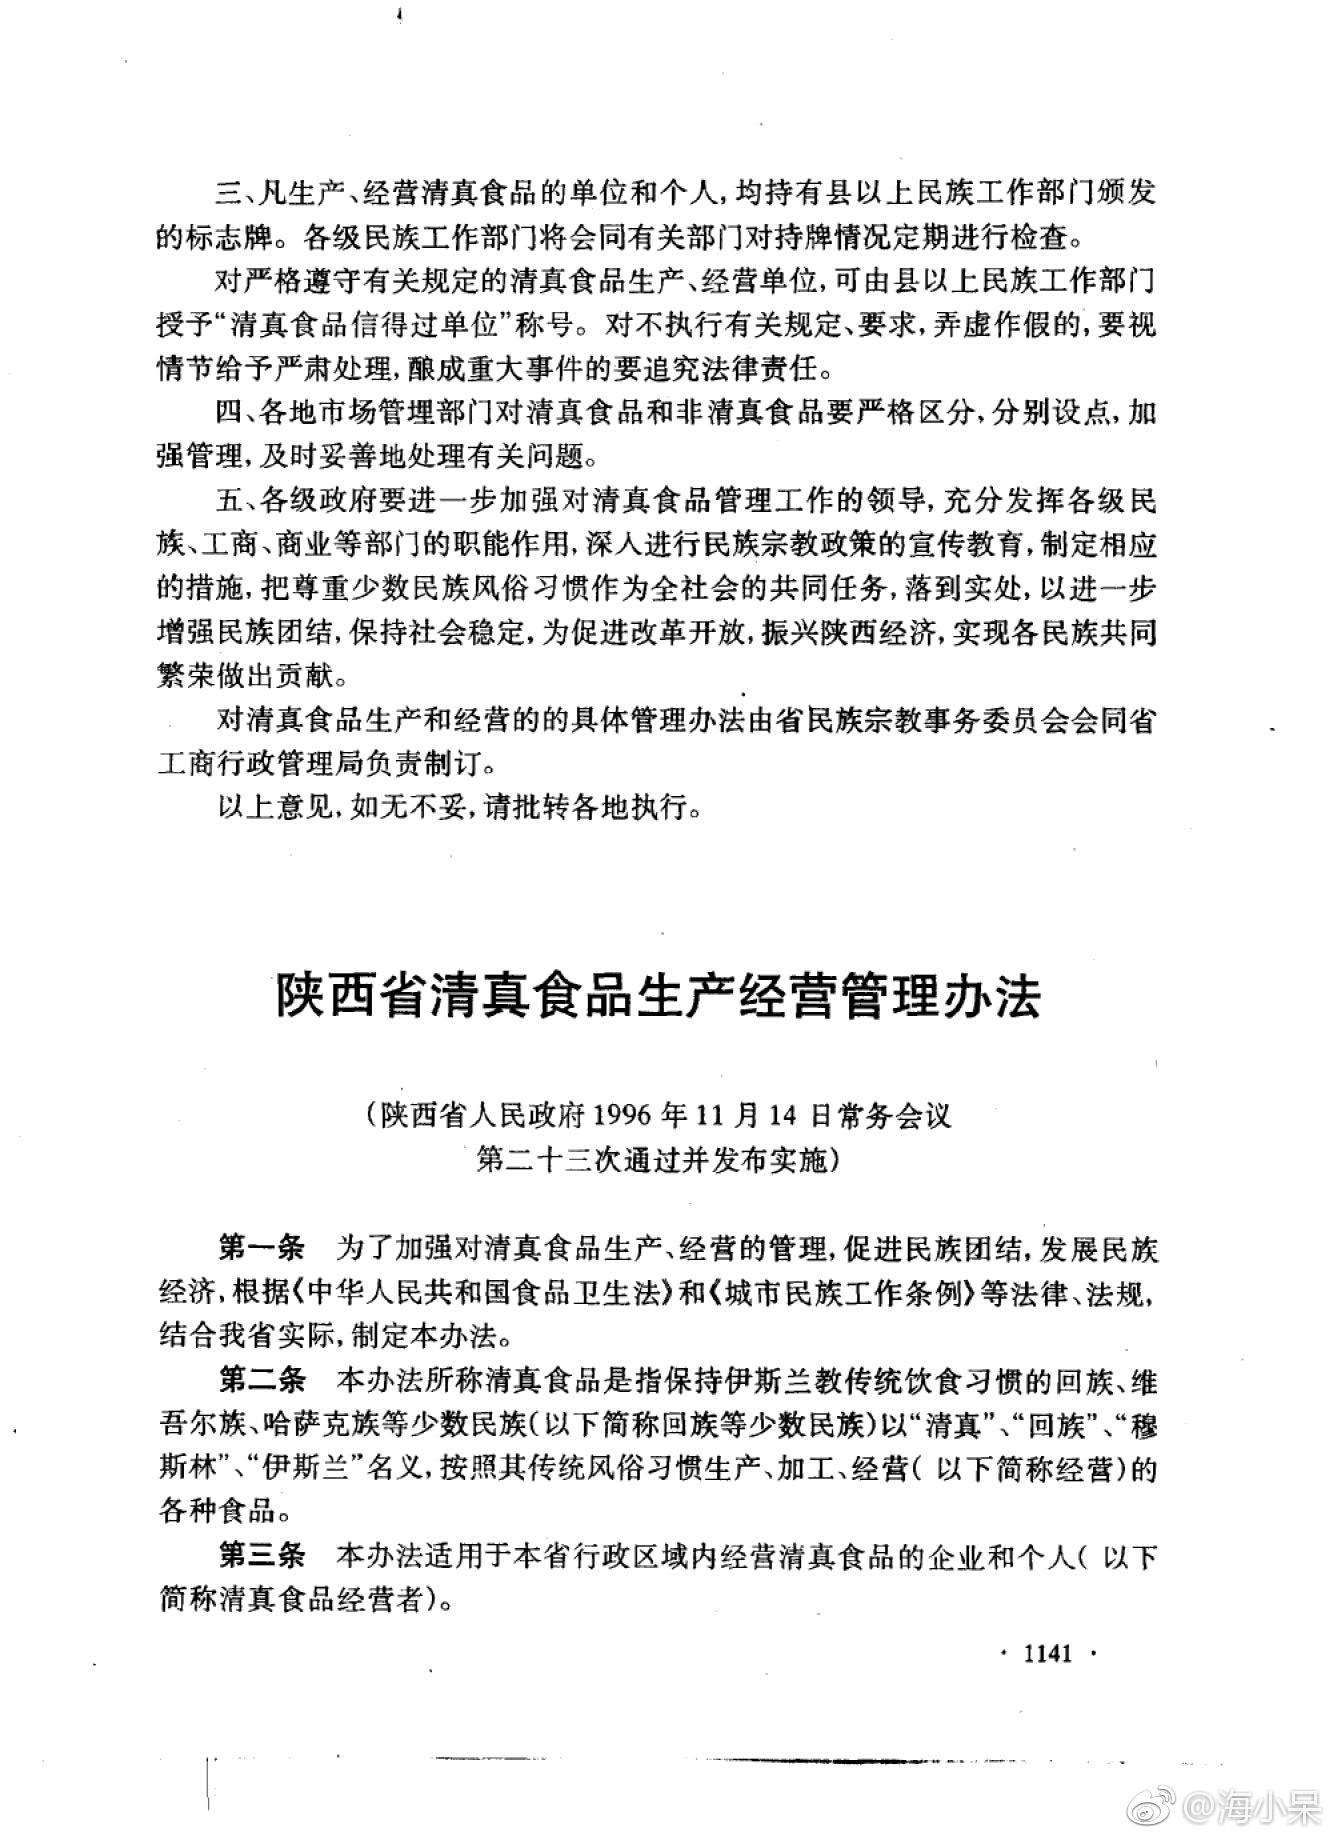 三、凡生产、经营清真食品的单位和个人,均持有县以上民族工作部门颁发
的标志牌。各级民族工作部门将会同有关部门对持牌情况定期进行检查。
对严格遵守有关规定的清真食品生产、经营单位,可由县以上民族工作部门
授予“清真食品信得过单位”称号。对不执行有关规定、要求,弄虚作假的,要视
情节给予严肃处理,酿成重大事件的要追究法律责任。
四、各地市场管理部门对清真食品和非清真食品要严格区分,分别设点,加
强管理,及时妥善地处理有关问题。
五、各级政府要进一步加强对清真食品管理工作的领导,充分发挥各级民
族、工商、商业等部门的职能作用,深入进行民族宗教政策的宣传教育,制定相应
的措施,把尊重少数民族风俗习惯作为全社会的共同任务,落到实处,以进一步
增强民族团结,保持社会稳定,为促进改革开放,振兴陕西经济,实现各民族共同
繁荣做出贡献。
对清真食品生产和经营的的具体管理办法由省民族宗教事务委员会会同省
工商行政管理局负责制订。
以上意见,如无不妥,请批转各地执行。
陕西省清真食品生产经营管理办法
(陕西省人民政府1996年11月14日常务会议
第二十三次通过并发布实施)
第一条 为了加强对清真食品生产、经营的管理,促进民族团结,发展民族
经济,根据《中华人民共和国食品卫生法》和《城市民族工作条例》等法律、法规,
结合我省实际,制定本办法。
第二条 本办法所称清真食品是指保持伊斯兰教传统饮食习惯的回族、维
吾尔族、哈萨克族等少数民族(以下简称回族等少数民族)以“清真”、“回族”、“穆
斯林”、“伊斯兰”名义,按照其传统风俗习惯生产、加工、经营(以下简称经营)的
各种食品。
第三条 本办法适用于本省行政区域内经营清真食品的企业和个人(以下
简称清真食品经营者)。
· 1141 ·
@海小呆